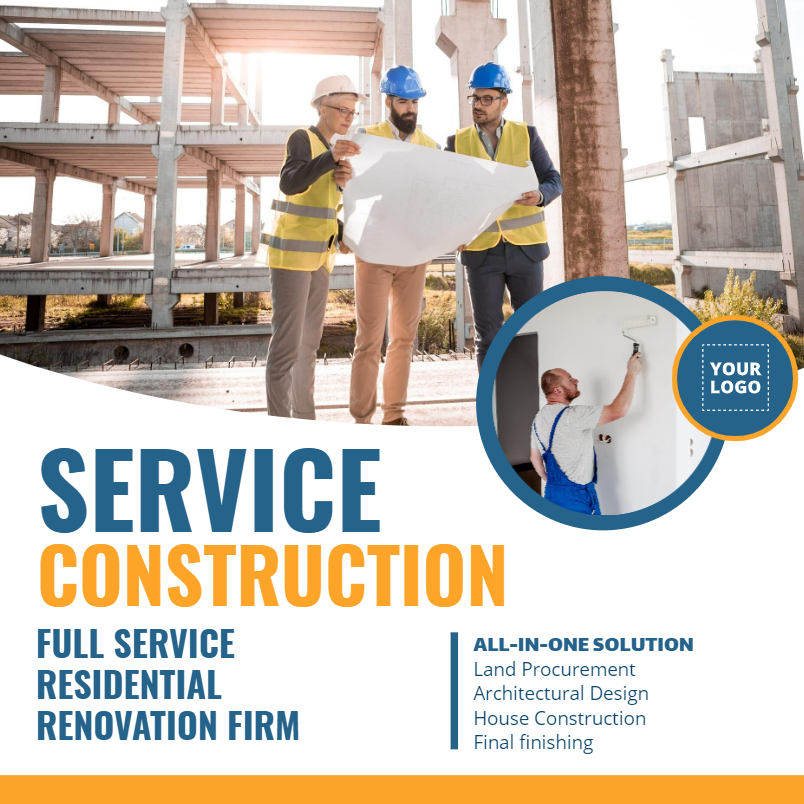 YOUR
LOGO
SERVICE
CONSTRUCTION
FULL SERVICE
RESIDENTIAL
RENOVATION FIRM
ALL-IN-ONE SOLUTION
Land Procurement
Architectural Design
House Construction
Final finishing